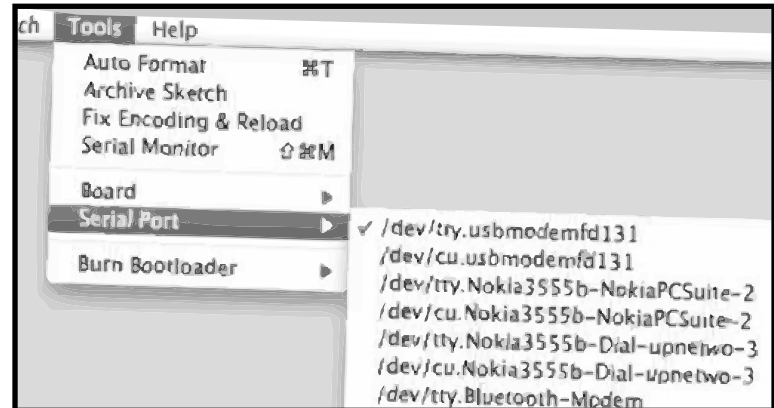 ch Tools Help
Auto Format ⌘T
Archive Sketch
Fix Encoding & Reload
Serial Monitor ⇧⌘M
Board ▶
Serial Port ▶
✓ /dev/try.usbmodemfd131
/dev/cu.usbmodemfd131
Burn Bootloader ▶
/dev/tty.Nokia3555b-NokiaPCSuite-2
/dev/cu.Nokia3555b-NokiaPCSuite-2
/dev/tty.Nokia3555b-Dial-upnetwo-3
/dev/cu.Nokia3555b-Dial-upnetwo-3
/dev/tty.Bluetooth-Modem